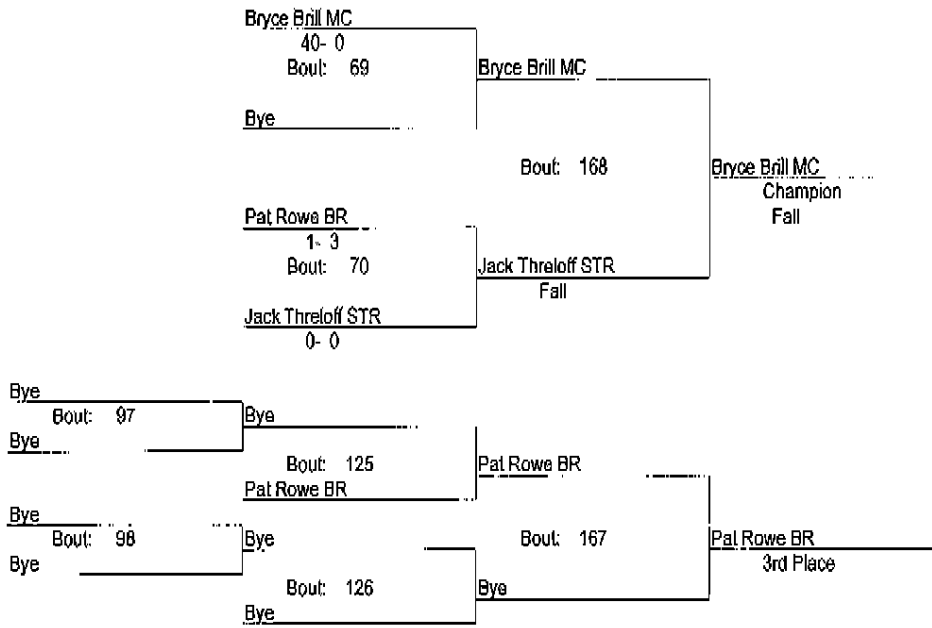 Bryce Brill MC
40- 0
Bout: 69
Bryce Brill MC
Bye
Bout: 168
Bryce Brill MC
Champion
Fall
Pat Rowe BR
1- 3
Bout: 70
Jack Threloff STR
Fall
Jack Threloff STR
0- 0
Bye
Bout: 97
Bye
Bye
Bout: 125
Pat Rowe BR
Pat Rowe BR
Bye
Bout: 98
Bye
Bye
Bout: 167
Pat Rowe BR
3rd Place
Bout: 126
Bye
Bye